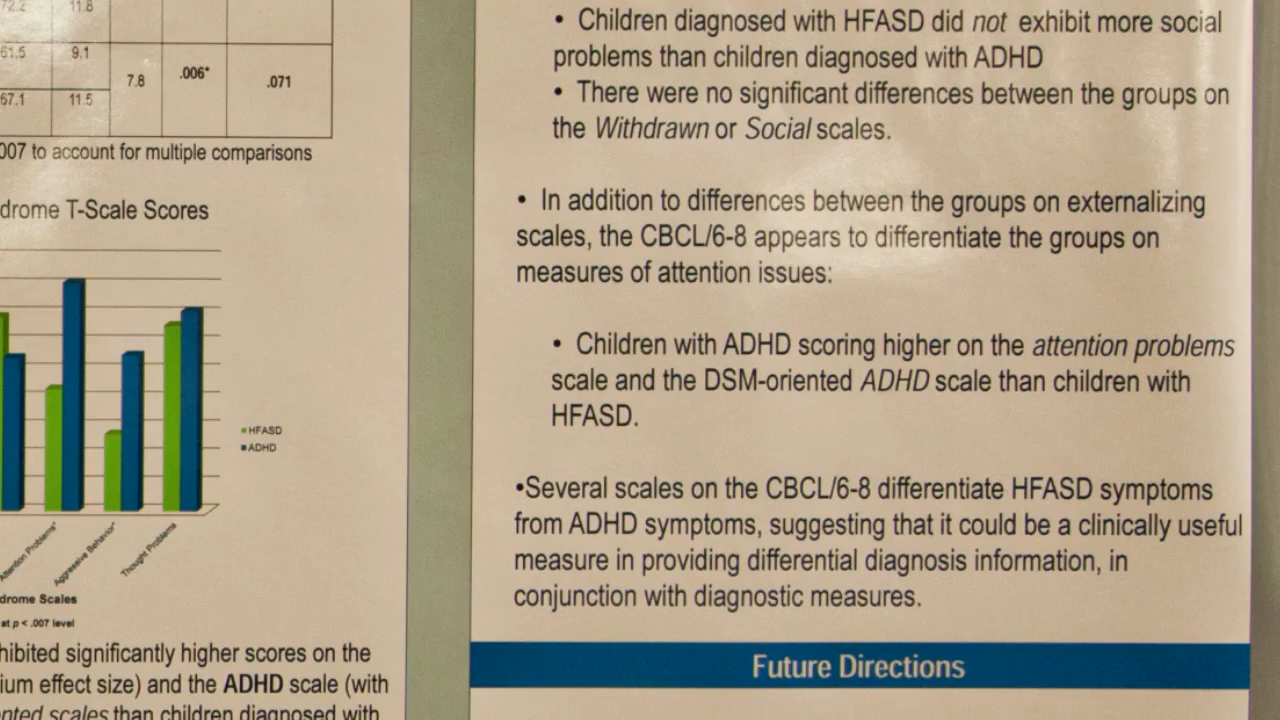 72.2 11.8
61.5 9.1
7.8 .006* .071
67.1 11.5
007 to account for multiple comparisons
drome T-Scale Scores
HFASD
ADHD
Attention Problems*
Aggressive Behavior*
Thought Problems
drome Scales
at p < .007 level
hibited significantly higher scores on the
ium effect size) and the ADHD scale (with
nted scales than children diagnosed with
• Children diagnosed with HFASD did not exhibit more social
problems than children diagnosed with ADHD
• There were no significant differences between the groups on
the Withdrawn or Social scales.
• In addition to differences between the groups on externalizing
scales, the CBCL/6-8 appears to differentiate the groups on
measures of attention issues:
• Children with ADHD scoring higher on the attention problems
scale and the DSM-oriented ADHD scale than children with
HFASD.
•Several scales on the CBCL/6-8 differentiate HFASD symptoms
from ADHD symptoms, suggesting that it could be a clinically useful
measure in providing differential diagnosis information, in
conjunction with diagnostic measures.
Future Directions